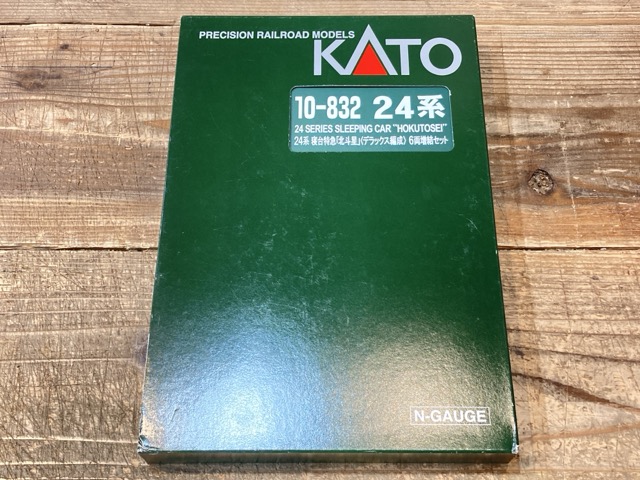 PRECISION RAILROAD MODELS
KATO
10-832 24系
24 SERIES SLEEPING CAR "HOKUTOSEI"
24系 寝台特急「北斗星」(デラックス編成) 6両増結セット
N-GAUGE